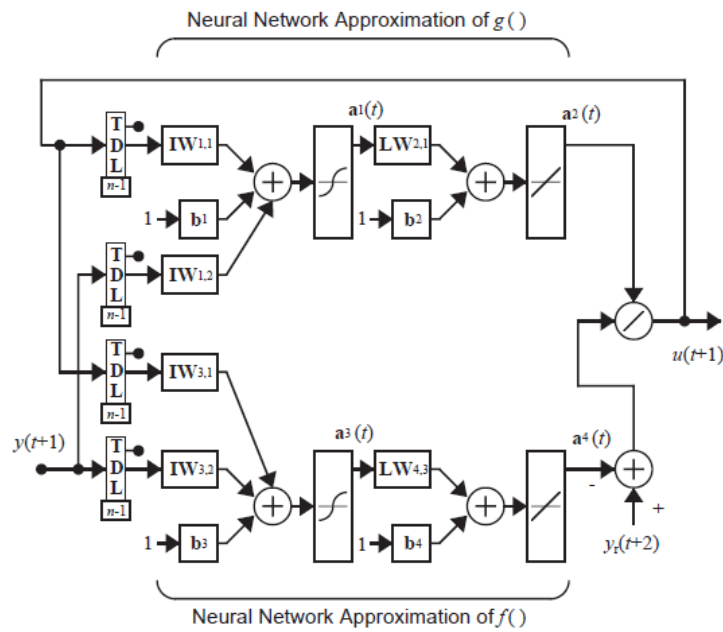 Neural Network Approximation of g ( )
T
D
L
n-1
IW1,1
1
b1
a1(t)
LW2,1
1
b2
a2(t)
T
D
L
n-1
IW1,2
u(t+1)
T
D
L
n-1
IW3,1
y(t+1)
T
D
L
n-1
IW3,2
1
b3
a3(t)
LW4,3
1
b4
a4(t)
-
+
yr(t+2)
Neural Network Approximation of f ( )